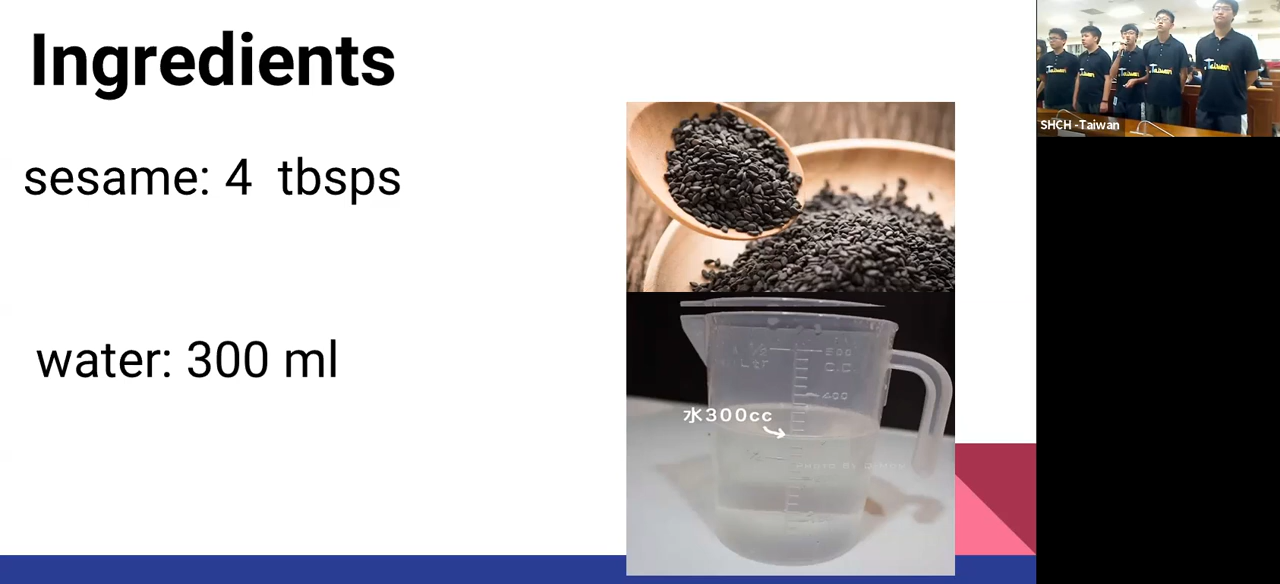 Ingredients
sesame: 4 tbsps
water: 300 ml
500
C.C.
400
水300cc
SHCH -Taiwan